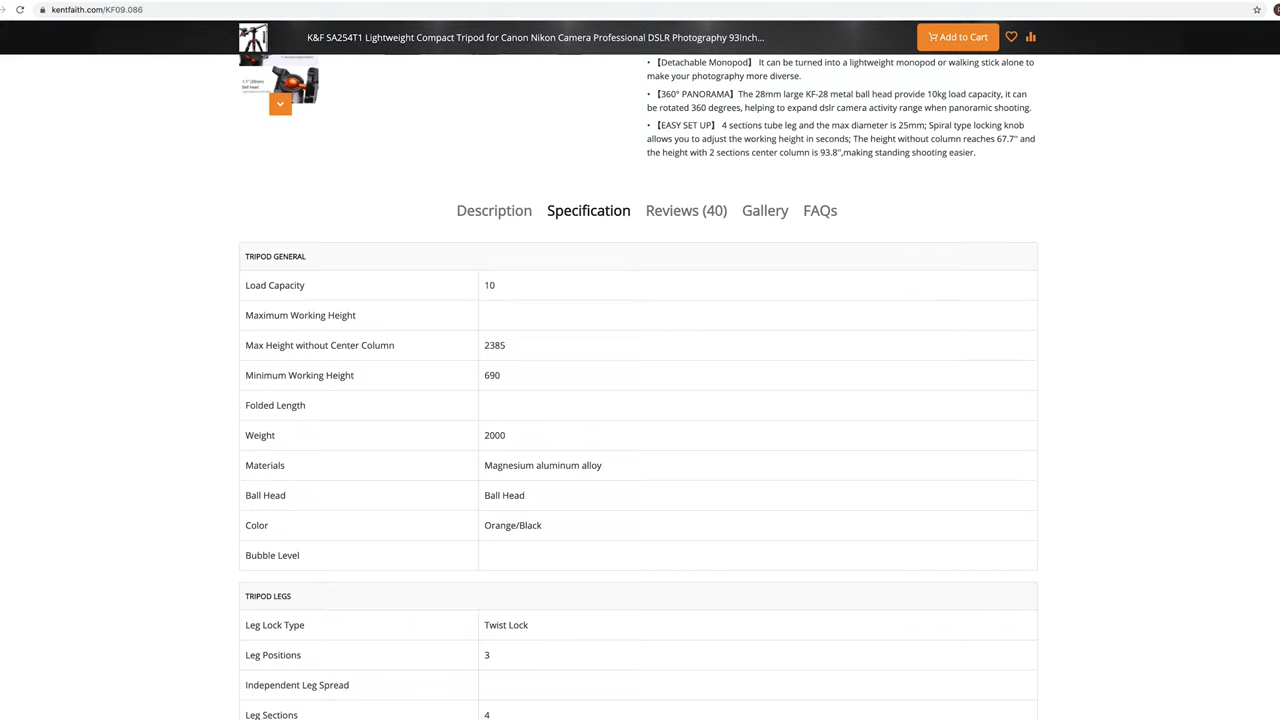 kentfaith.com/KF09.086
K&F SA254T1 Lightweight Compact Tripod for Canon Nikon Camera Professional DSLR Photography 93Inch...
Add to Cart
1.1" (28mm)
Ball head
• 【Detachable Monopod】 It can be turned into a lightweight monopod or walking stick alone to
make your photography more diverse.
• 【360° PANORAMA】The 28mm large KF-28 metal ball head provide 10kg load capacity, it can
be rotated 360 degrees, helping to expand dslr camera activity range when panoramic shooting.
• 【EASY SET UP】 4 sections tube leg and the max diameter is 25mm; Spiral type locking knob
allows you to adjust the working height in seconds; The height without column reaches 67.7'' and
the height with 2 sections center column is 93.8'',making standing shooting easier.
Description Specification Reviews (40) Gallery FAQs
TRIPOD GENERAL
Load Capacity 10
Maximum Working Height
Max Height without Center Column 2385
Minimum Working Height 690
Folded Length
Weight 2000
Materials Magnesium aluminum alloy
Ball Head Ball Head
Color Orange/Black
Bubble Level
TRIPOD LEGS
Leg Lock Type Twist Lock
Leg Positions 3
Independent Leg Spread
Leg Sections 4